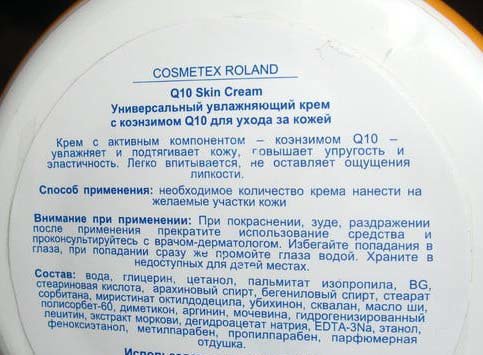 COSMETEX ROLAND
Q10 Skin Cream
Универсальный увлажняющий крем
с коэнзимом Q10 для ухода за кожей
Крем с активным компонентом – коэнзимом Q10 –
увлажняет и подтягивает кожу, повышает упругость и
эластичность. Легко впитывается, не оставляет ощущения
липкости.
Способ применения: необходимое количество крема нанести на
желаемые участки кожи
Внимание при применении: При покраснении, зуде, раздражении
после применения прекратите использование средства и
проконсультируйтесь с врачом-дерматологом. Избегайте попадания в
глаза, при попадании сразу же промойте глаза водой. Храните в
недоступных для детей местах.
Состав: вода, глицерин, цетанол, пальмитат изопропила, BG,
стеариновая кислота, арахиновый спирт, бегениловый спирт, стеарат
сорбитана, миристинат октилдодецила, убихинон, сквалан, масло ши,
полисорбет-60, диметикон, аргинин, мочевина, гидрогенизированный
лецитин, экстракт моркови, дегидроацетат натрия, EDTA-3Na, этанол,
феноксиэтанол, метилпарабен, пропилпарабен, парфюмерная
отдушка.